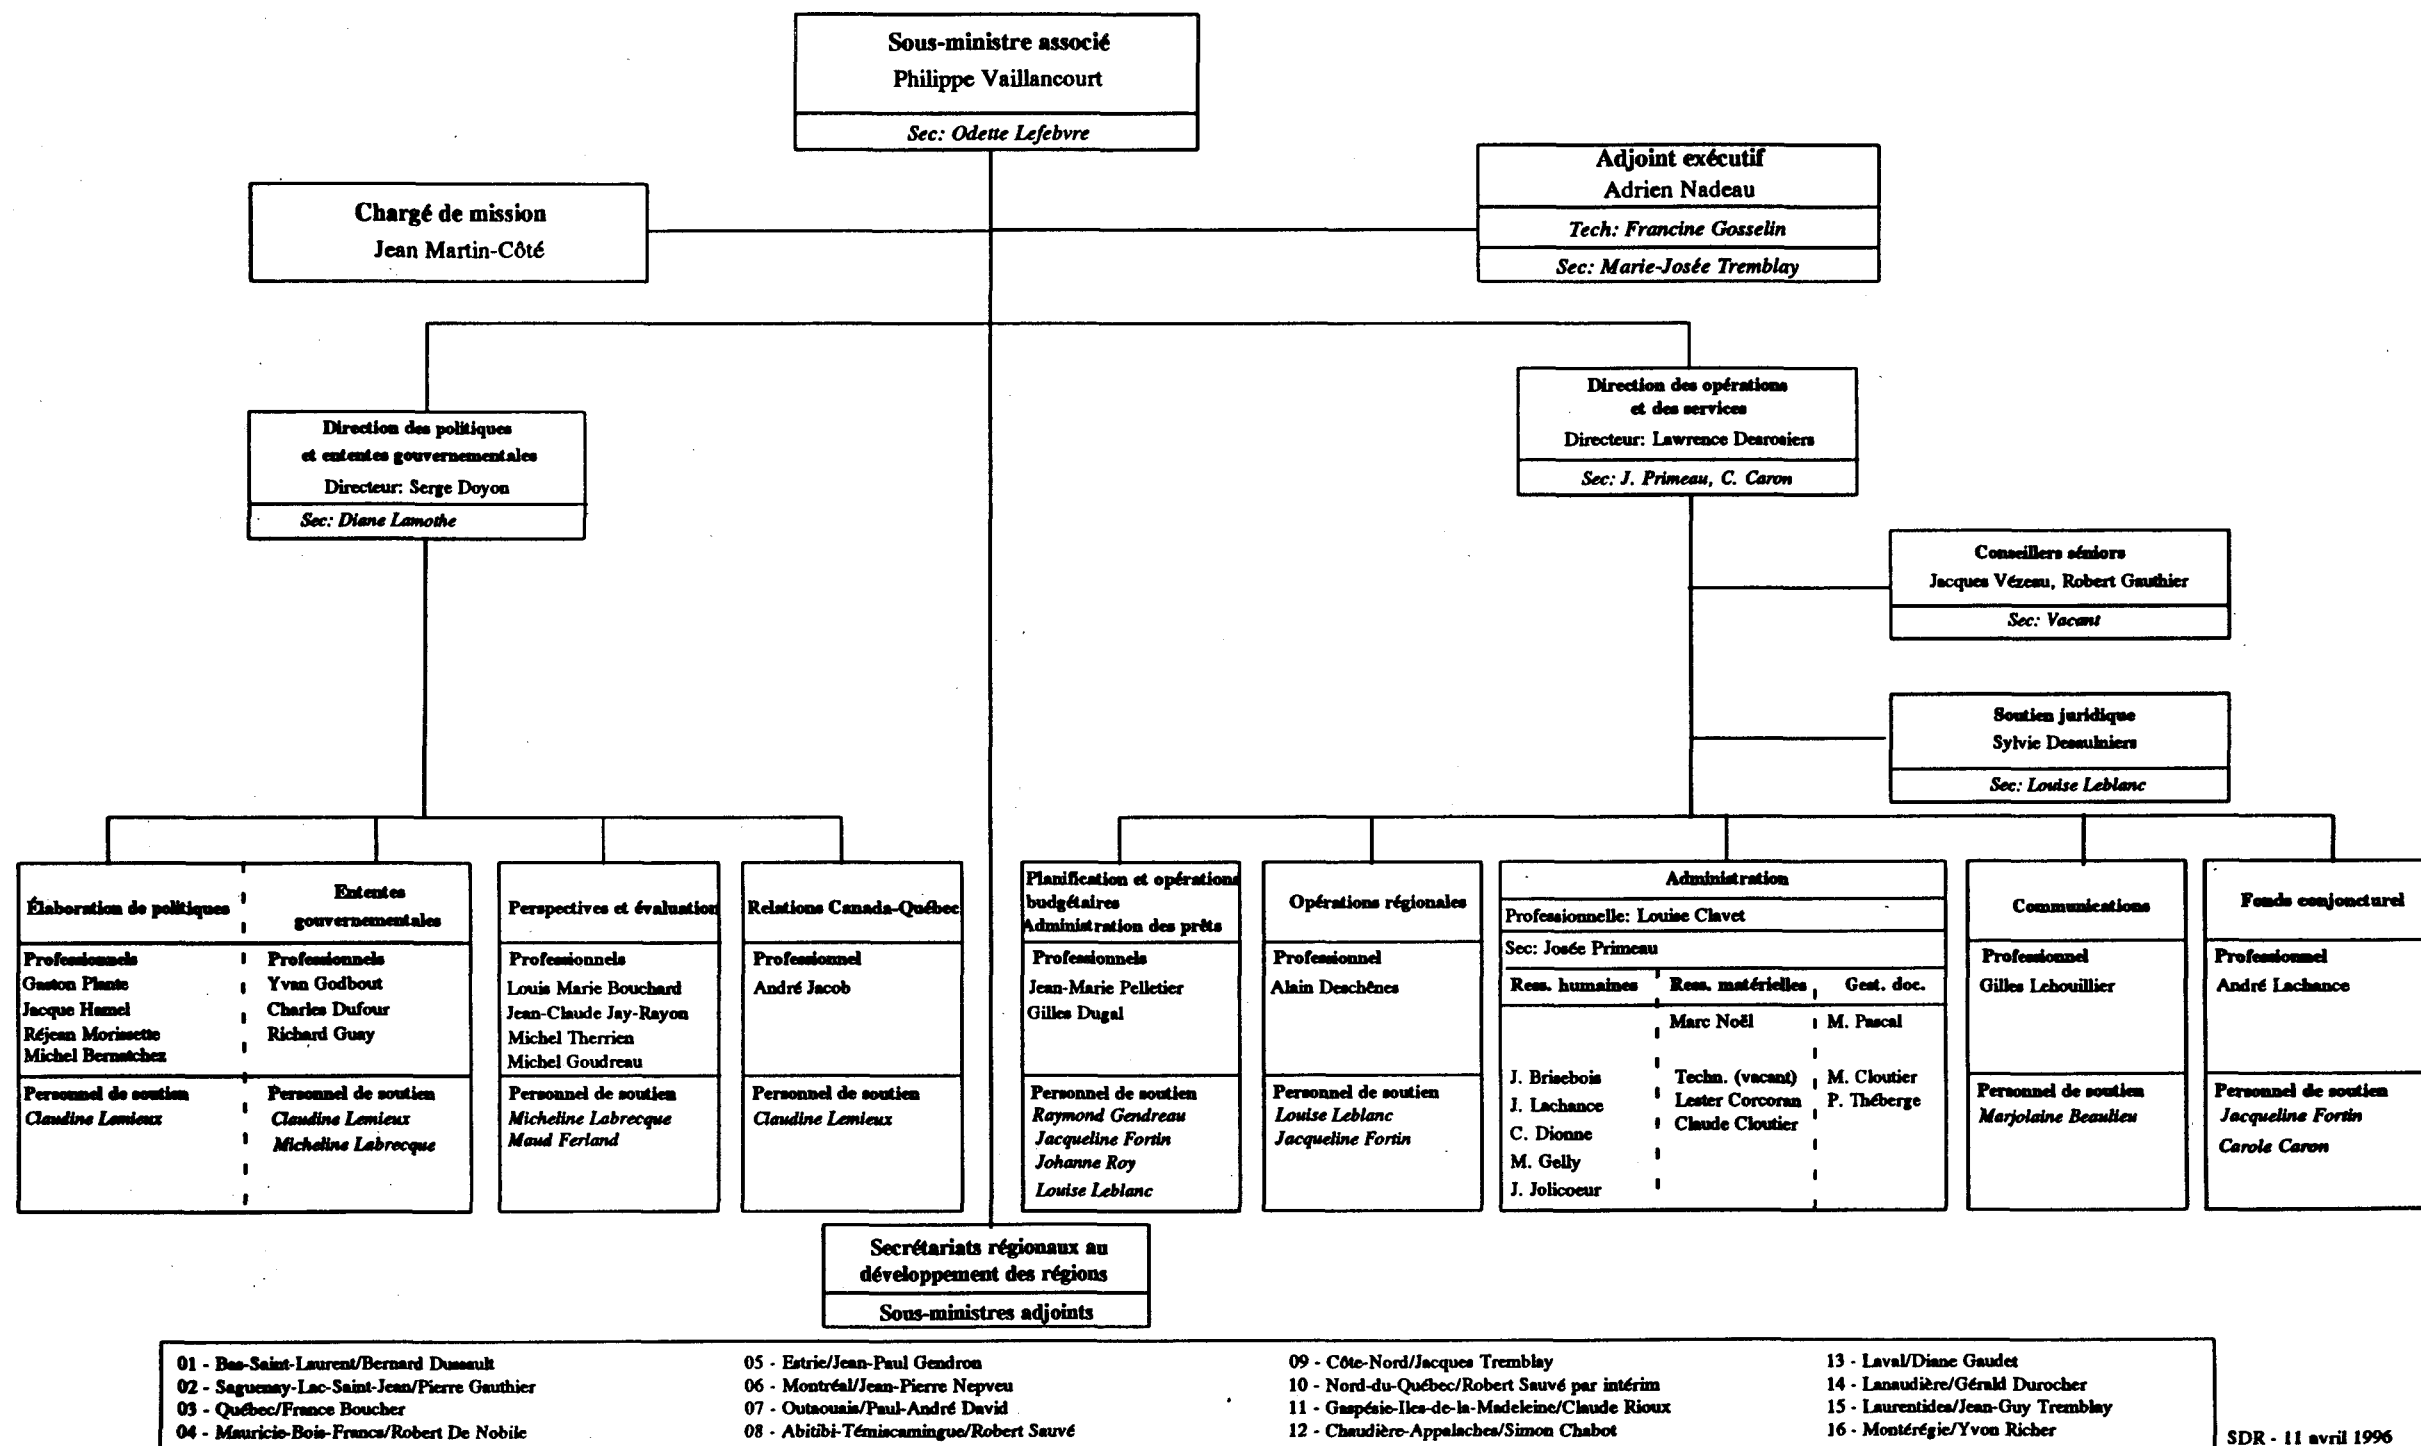 Sous-ministre associé
Philippe Vaillancourt
Sec: Odette Lefebvre
Adjoint exécutif
Adrien Nadeau
Tech: Francine Gosselin
Sec: Marie-Josée Tremblay
Chargé de mission
Jean Martin-Côté
Direction des politiques
et ententes gouvernementales
Directeur: Serge Doyon
Sec: Diane Lamothe
Direction des opérations
et des services
Directeur: Lawrence Desrosiers
Sec: J. Primeau, C. Caron
Conseillers séniors
Jacques Vézeau, Robert Gauthier
Sec: Vacant
Soutien juridique
Sylvie Desaulniers
Sec: Louise Leblanc
Élaboration de politiques
Professionnels
Gaston Plante
Jacque Hamel
Réjean Morissette
Michel Bernatchez
Personnel de soutien
Claudine Lemieux
Ententes
gouvernementales
Professionnels
Yvan Godbout
Charles Dufour
Richard Guay
Personnel de soutien
Claudine Lemieux
Micheline Labrecque
Perspectives et évaluation
Professionnels
Louis Marie Bouchard
Jean-Claude Jay-Rayon
Michel Therrien
Michel Goudreau
Personnel de soutien
Micheline Labrecque
Maud Ferland
Relations Canada-Québec
Professionnel
André Jacob
Personnel de soutien
Claudine Lemieux
Planification et opérations
budgétaires
Administration des prêts
Professionnels
Jean-Marie Pelletier
Gilles Dugal
Personnel de soutien
Raymond Gendreau
Jacqueline Fortin
Johanne Roy
Louise Leblanc
Opérations régionales
Professionnel
Alain Deschênes
Personnel de soutien
Louise Leblanc
Jacqueline Fortin
Administration
Professionnelle: Louise Clavet
Sec: Josée Primeau
Ress. humaines
J. Brisebois
J. Lachance
C. Dionne
M. Gelly
J. Jolicoeur
Ress. matérielles
Marc Noël
Techn. (vacant)
Lester Corcoran
Claude Cloutier
Gest. doc.
M. Pascal
M. Cloutier
P. Théberge
Communications
Professionnel
Gilles Lehouillier
Personnel de soutien
Marjolaine Beaulieu
Fonds conjoncturel
Professionnel
André Lachance
Personnel de soutien
Jacqueline Fortin
Carole Caron
Secrétariats régionaux au
développement des régions
Sous-ministres adjoints
01 - Bas-Saint-Laurent/Bernard Dussault
02 - Saguenay-Lac-Saint-Jean/Pierre Gauthier
03 - Québec/France Boucher
04 - Mauricie-Bois-Francs/Robert De Nobile
05 - Estrie/Jean-Paul Gendron
06 - Montréal/Jean-Pierre Nepveu
07 - Outaouais/Paul-André David
08 - Abitibi-Témiscamingue/Robert Sauvé
09 - Côte-Nord/Jacques Tremblay
10 - Nord-du-Québec/Robert Sauvé par intérim
11 - Gaspésie-Iles-de-la-Madeleine/Claude Rioux
12 - Chaudière-Appalaches/Simon Chabot
13 - Laval/Diane Gaudet
14 - Lanaudière/Gérald Durocher
15 - Laurentides/Jean-Guy Tremblay
16 - Montérégie/Yvon Richer
SDR - 11 avril 1996